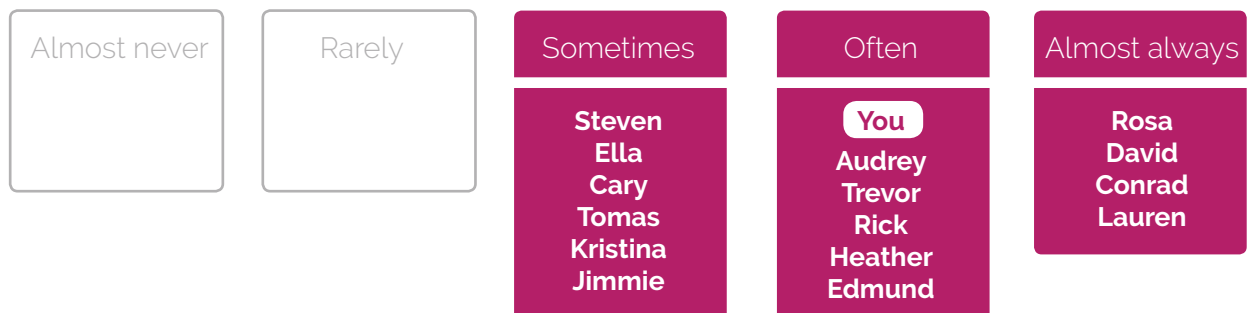 Almost never
Rarely
Sometimes
Steven
Ella
Cary
Tomas
Kristina
Jimmie
Often
You
Audrey
Trevor
Rick
Heather
Edmund
Almost always
Rosa
David
Conrad
Lauren